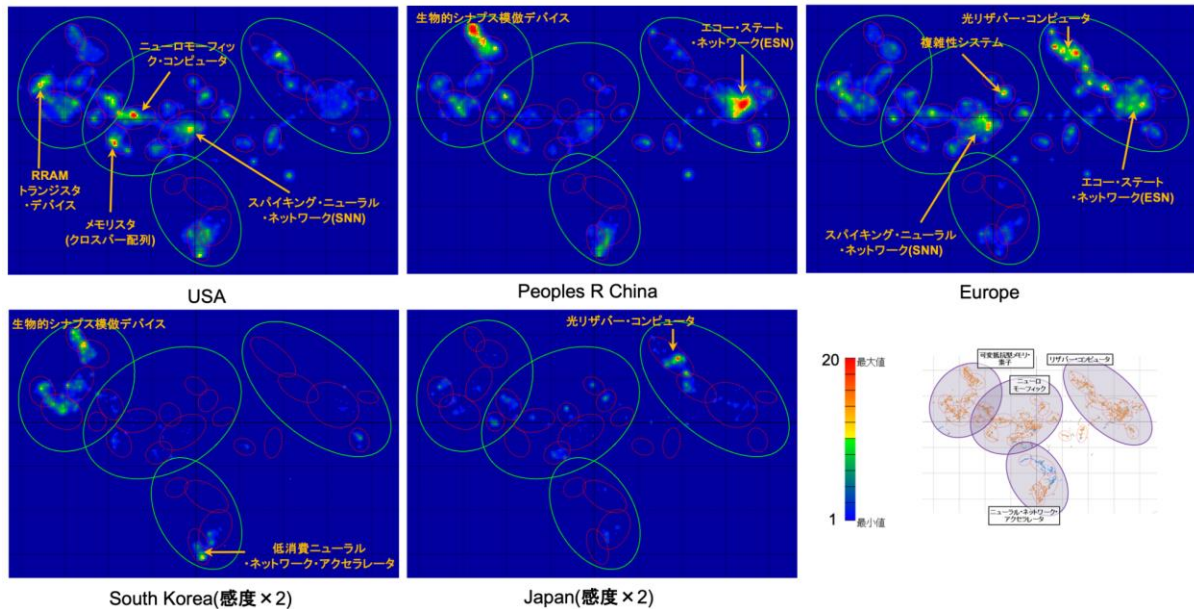 ニューロモーフィッ
ク・コンピュータ
RRAM
トランジスタ
・デバイス
メモリスタ
(クロスバー配列)
スパイキング・ニューラル
・ネットワーク(SNN)
USA
生物的シナプス模倣デバイス
エコー・ステート
・ネットワーク(ESN)
Peoples R China
光リザバー・コンピュータ
複雑性システム
エコー・ステート
・ネットワーク(ESN)
スパイキング・ニューラル
・ネットワーク(SNN)
Europe
生物的シナプス模倣デバイス
低消費ニューラル
・ネットワーク・アクセラレータ
South Korea(感度×2)
光リザバー・コンピュータ
Japan(感度×2)
20
最大値
1
最小値
可変抵抗型メモリ・
素子
リザバー・コンピュータ
ニューロ
モーフィック
ニューラル・ネットワーク・
アクセラレータ